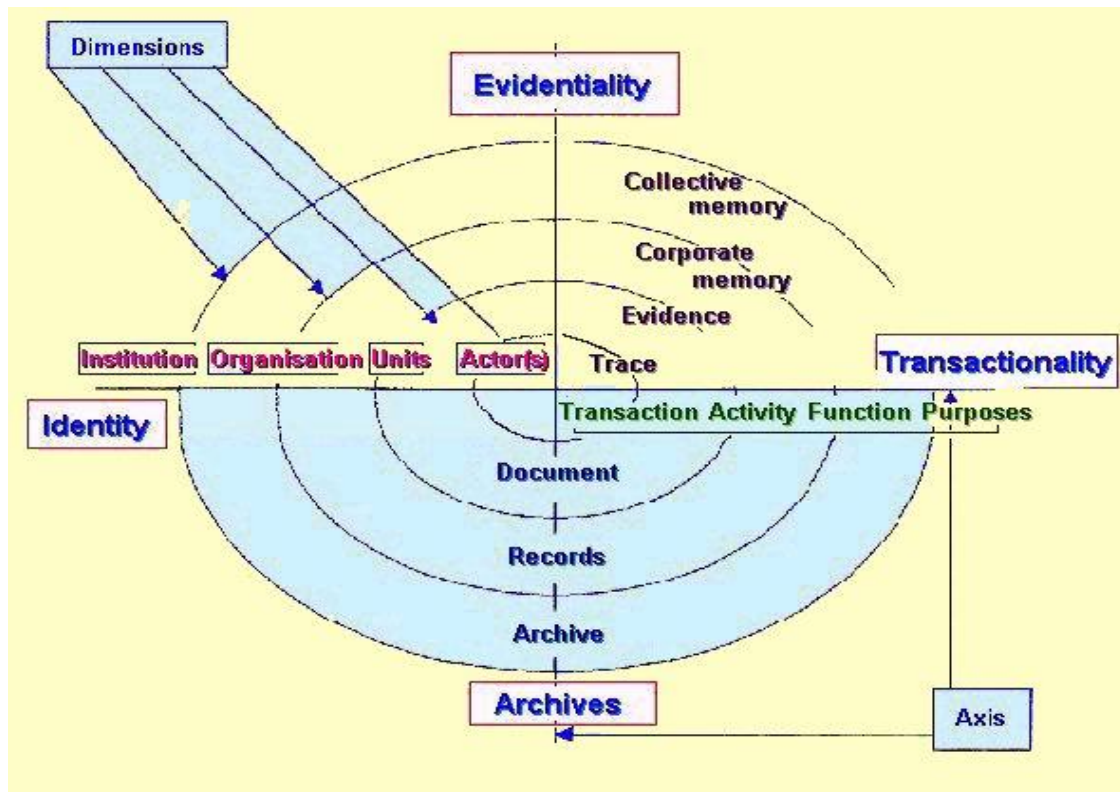 Dimensions
Evidentiality
Collective
memory
Corporate
memory
Evidence
Institution Organisation Units Actor(s) Trace
Transactionality
Identity
Transaction Activity Function Purposes
Document
Records
Archive
Archives
Axis